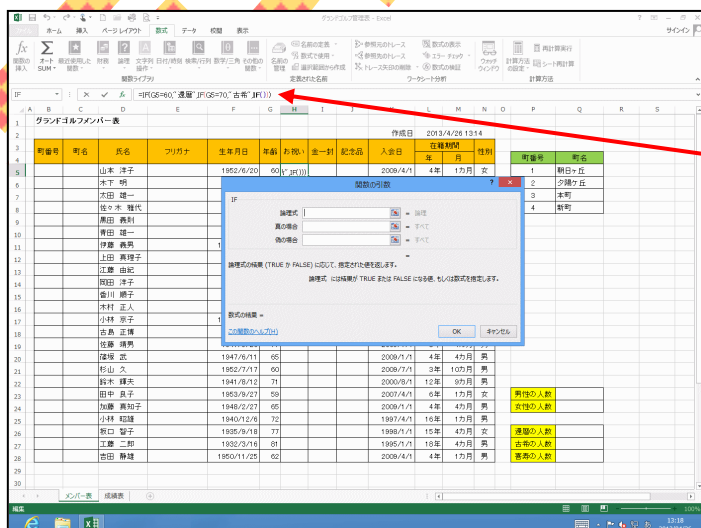 グランドゴルフ管理表 - Excel
サインイン
ホーム 挿入 ページレイアウト 数式 データ 校閲 表示
関数の挿入 オート SUM 最近使用した関数 財務 論理 文字列操作 日付/時刻 検索/行列 数学/三角 その他の関数 名前の管理 名前の定義 参照元のトレース 数式の表示 再計算実行
数式で使用 参照先のトレース エラー チェック ウォッチウィンドウ 計算方法の設定 シート再計算
選択範囲から作成 トレース矢印の削除 数式の検証
関数ライブラリ 定義された名前 ワークシート分析 計算方法
IF =IF(G5=60,"還暦",IF(G5=70,"古希",IF()))
A B C D E F G H L M N O P Q R S
1 グランドゴルフメンバー表
2 作成日 2013/4/26 13:14
3 町番号 町名 氏名 フリガナ 生年月日 年齢 お祝い 金一封 記念品 入会日 在籍期間 性別
4 年 月 町番号 町名
5 山本 洋子 1952/6/20 60 2009/4/1 4年 1カ月 女 1 朝日ヶ丘
6 木下 明 2 夕陽ケ丘
7 太田 雄一 3 本町
8 佐々木 雅代 4 新町
9 黒田 義則
10 青田 雄一
11 伊藤 義男
12 上田 真理子
13 江藤 由紀
14 岡田 洋子
15 香川 順子
16 木村 正人
17 小林 京子
18 古島 正博
19 佐藤 靖男
20 篠塚 武 1947/6/11 65 2009/1/1 4年 4カ月 男
21 杉山 久 1952/7/17 60 2009/7/1 3年 10カ月 男
22 鈴木 輝夫 1941/8/12 71 2000/8/1 12年 9カ月 男
23 田中 良子 1953/9/27 59 2007/4/1 6年 1カ月 女 男性の人数
24 加藤 真知子 1948/2/27 65 2009/1/1 4年 4カ月 男 女性の人数
25 小林 昭雄 1940/12/6 72 1997/4/1 16年 1カ月 男
26 坂口 智子 1935/9/18 77 1998/1/1 15年 4カ月 女 還暦の人数
27 工藤 二郎 1932/3/16 81 1995/1/1 18年 4カ月 男 古希の人数
28 吉田 静雄 1950/11/25 62 2009/4/1 4年 1カ月 男 喜寿の人数
29
30
関数の引数
IF
論理式 = 論理
真の場合 = すべて
偽の場合 = すべて
=
論理式の結果 (TRUE か FALSE) に応じて、指定された値を返します。
論理式 には結果が TRUE または FALSE になる値、もしくは数式を指定します。
数式の結果 =
この関数のヘルプ(H) OK キャンセル
メンバー表 成績表
編集 100%
13:18